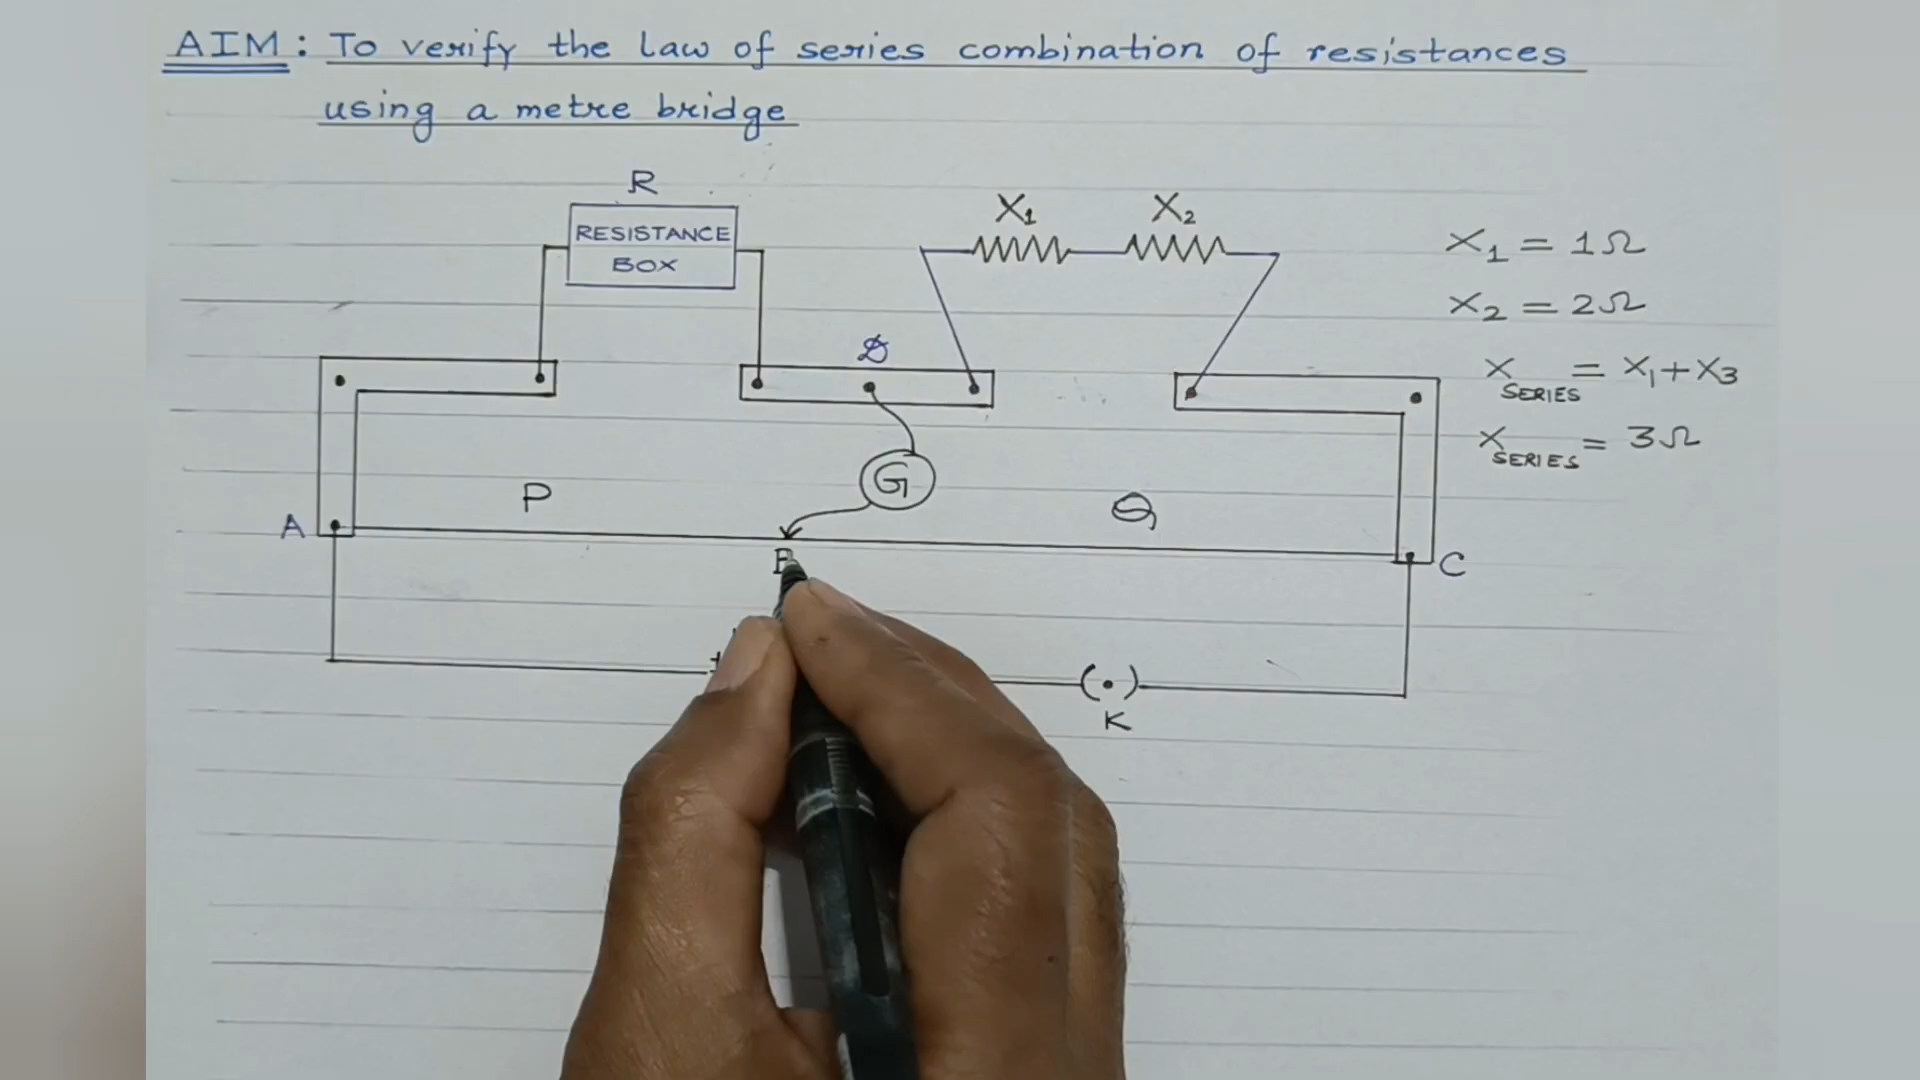 AIM: To verify the law of series combination of resistances
using a metre bridge
R
RESISTANCE
BOX
X1 X2
X1 = 1Ω
X2 = 2Ω
X SERIES = X1+X3
X SERIES = 3Ω
D
G
P
Q
A
B
C
+
(•)
K